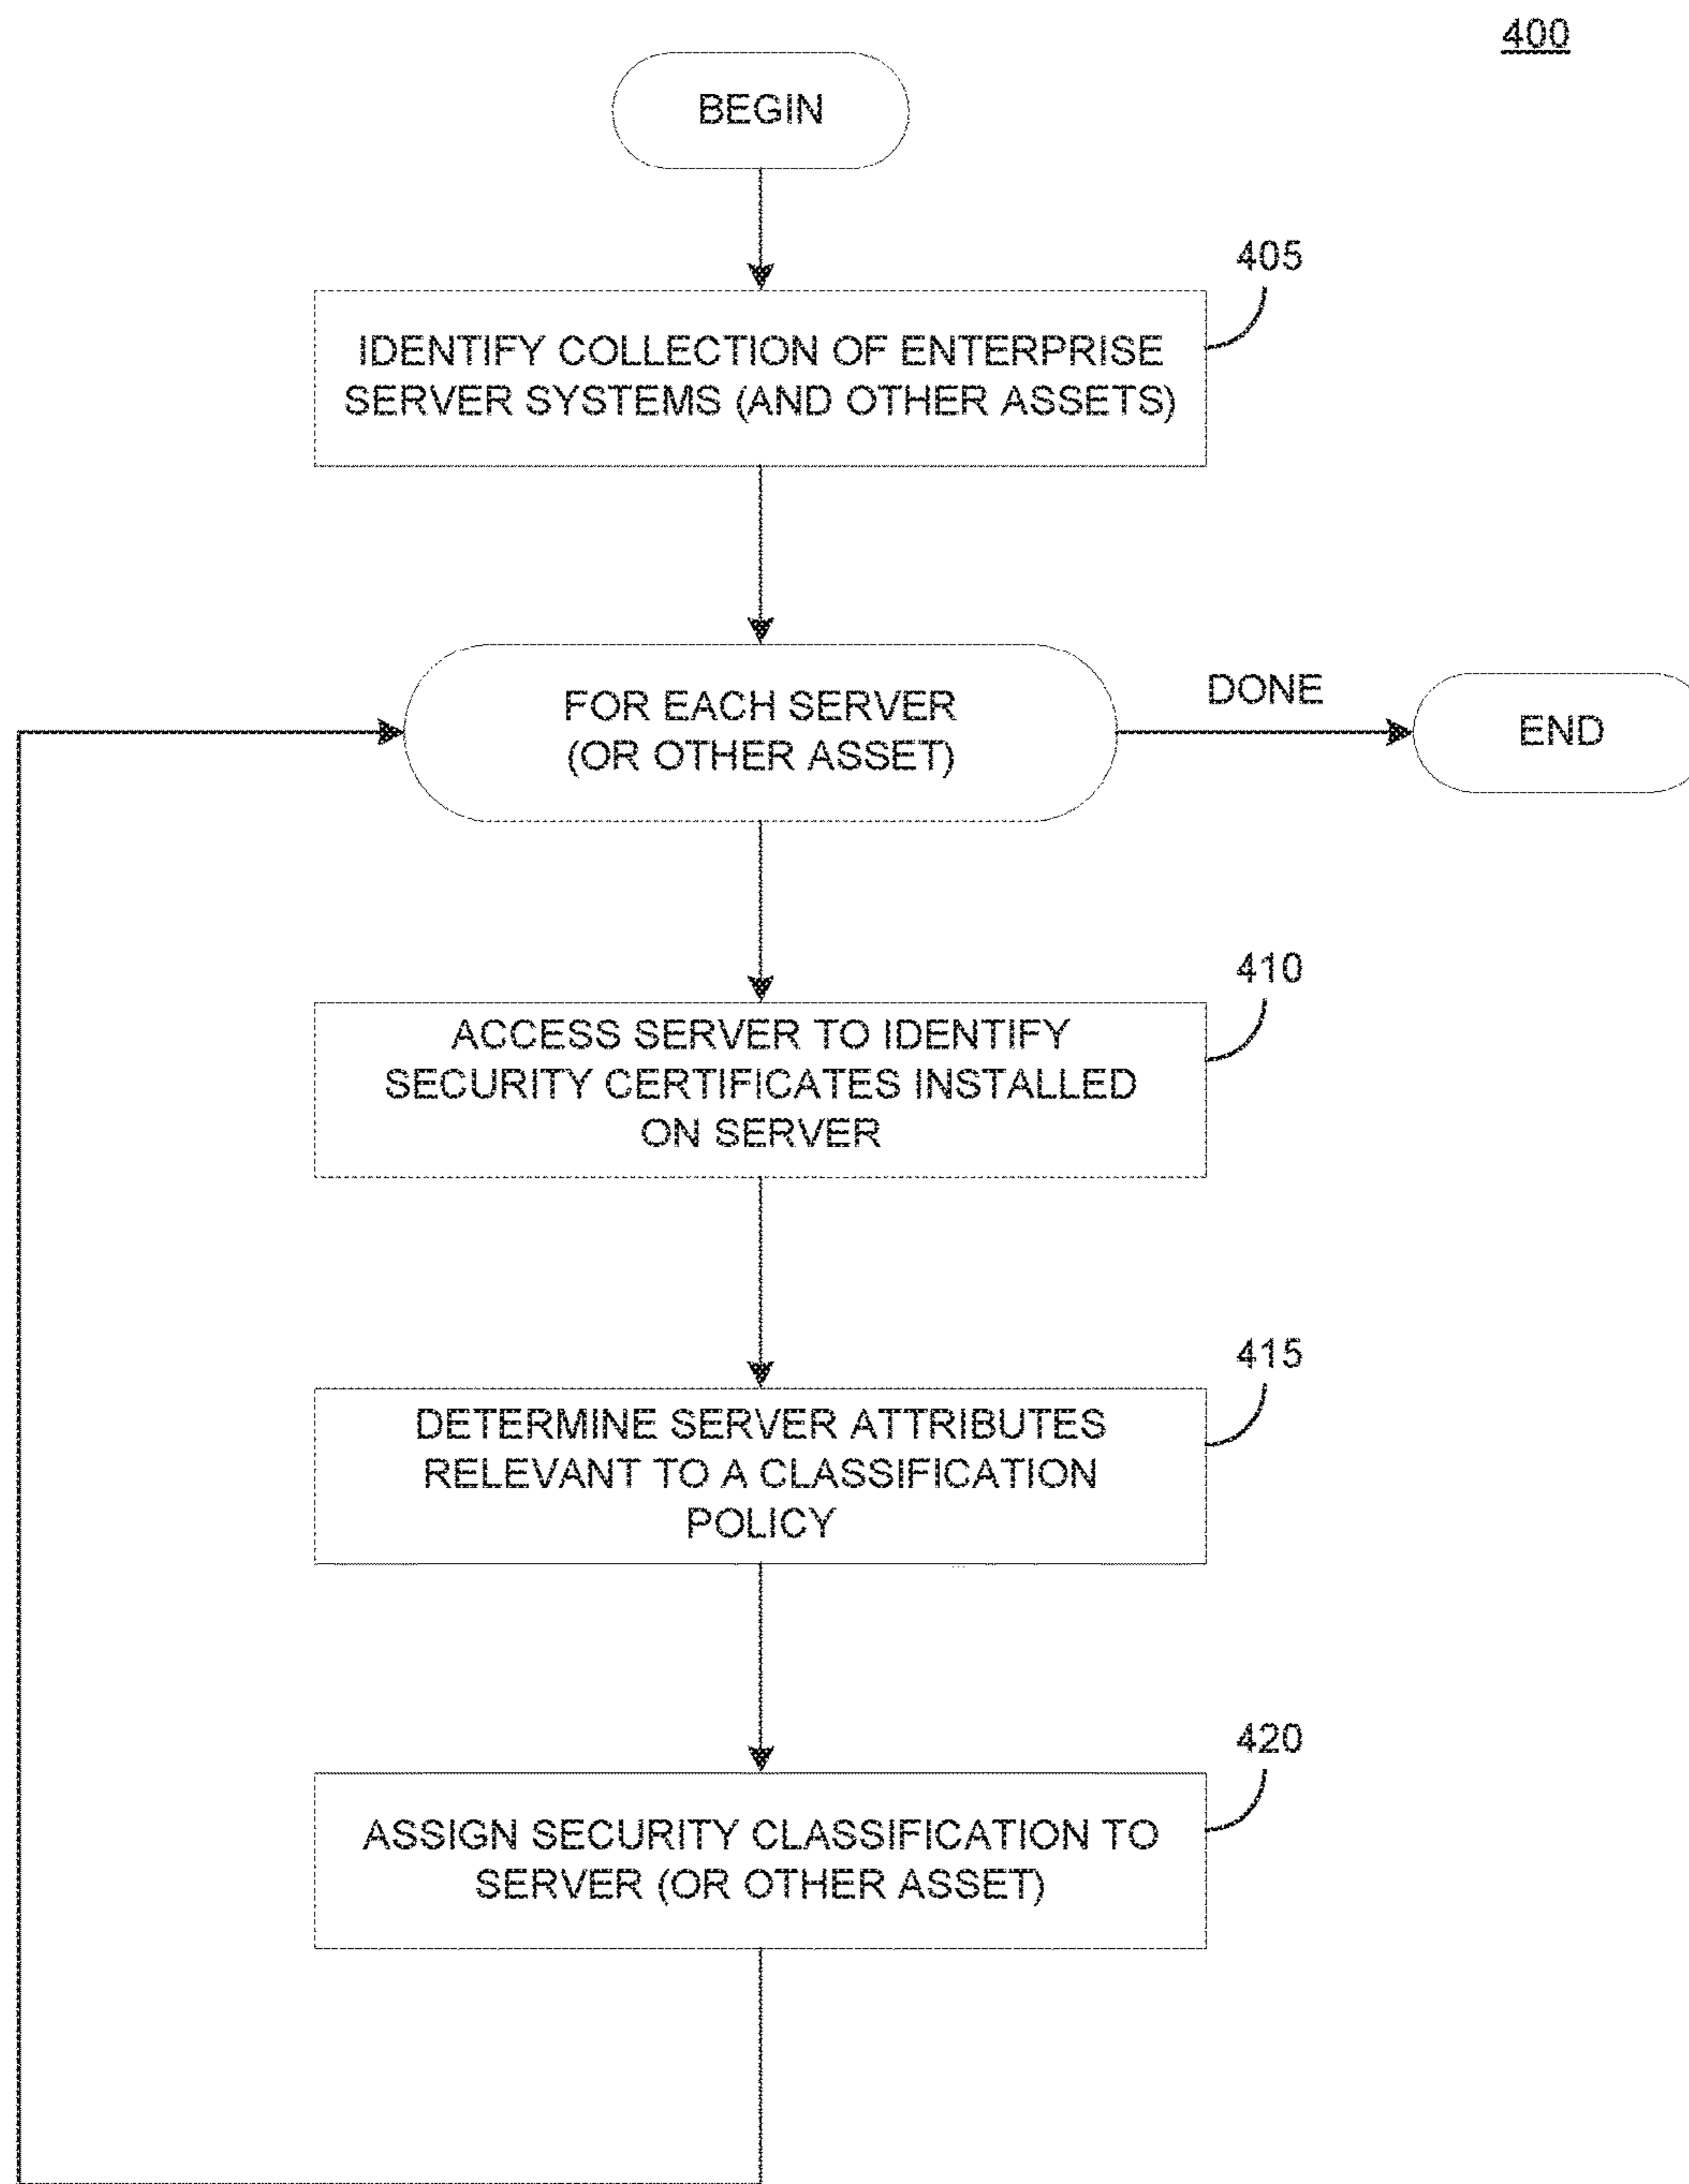 400
BEGIN
405
IDENTIFY COLLECTION OF ENTERPRISE
SERVER SYSTEMS (AND OTHER ASSETS)
FOR EACH SERVER
(OR OTHER ASSET)
DONE
END
410
ACCESS SERVER TO IDENTIFY
SECURITY CERTIFICATES INSTALLED
ON SERVER
415
DETERMINE SERVER ATTRIBUTES
RELEVANT TO A CLASSIFICATION
POLICY
420
ASSIGN SECURITY CLASSIFICATION TO
SERVER (OR OTHER ASSET)